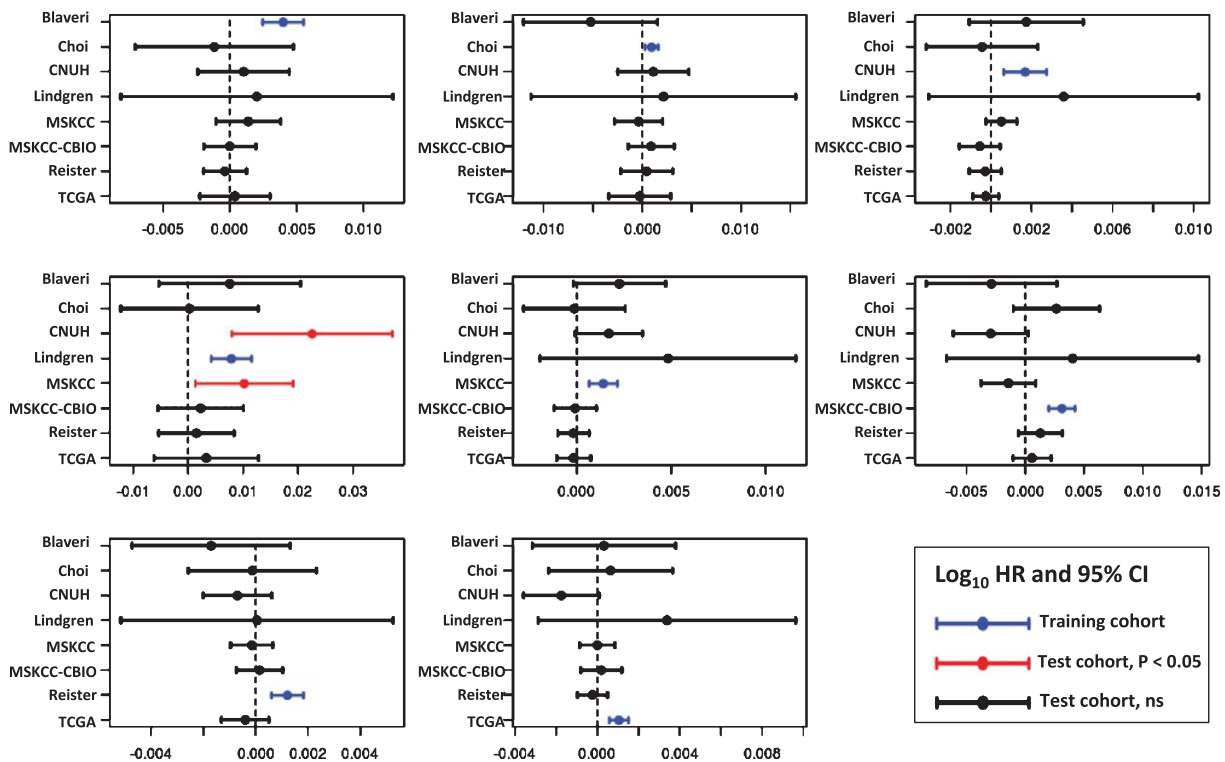 Blaveri
Choi
CNUH
Lindgren
MSKCC
MSKCC-CBIO
Reister
TCGA
-0.005 0.000 0.005 0.010
Blaveri
Choi
CNUH
Lindgren
MSKCC
MSKCC-CBIO
Reister
TCGA
-0.010 0.000 0.010
Blaveri
Choi
CNUH
Lindgren
MSKCC
MSKCC-CBIO
Reister
TCGA
-0.002 0.002 0.006 0.010
Blaveri
Choi
CNUH
Lindgren
MSKCC
MSKCC-CBIO
Reister
TCGA
-0.01 0.00 0.01 0.02 0.03
Blaveri
Choi
CNUH
Lindgren
MSKCC
MSKCC-CBIO
Reister
TCGA
0.000 0.005 0.010
Blaveri
Choi
CNUH
Lindgren
MSKCC
MSKCC-CBIO
Reister
TCGA
-0.005 0.000 0.005 0.010 0.015
Blaveri
Choi
CNUH
Lindgren
MSKCC
MSKCC-CBIO
Reister
TCGA
-0.004 0.000 0.002 0.004
Blaveri
Choi
CNUH
Lindgren
MSKCC
MSKCC-CBIO
Reister
TCGA
-0.004 0.000 0.004 0.008
Log₁₀ HR and 95% CI
Training cohort
Test cohort, P < 0.05
Test cohort, ns